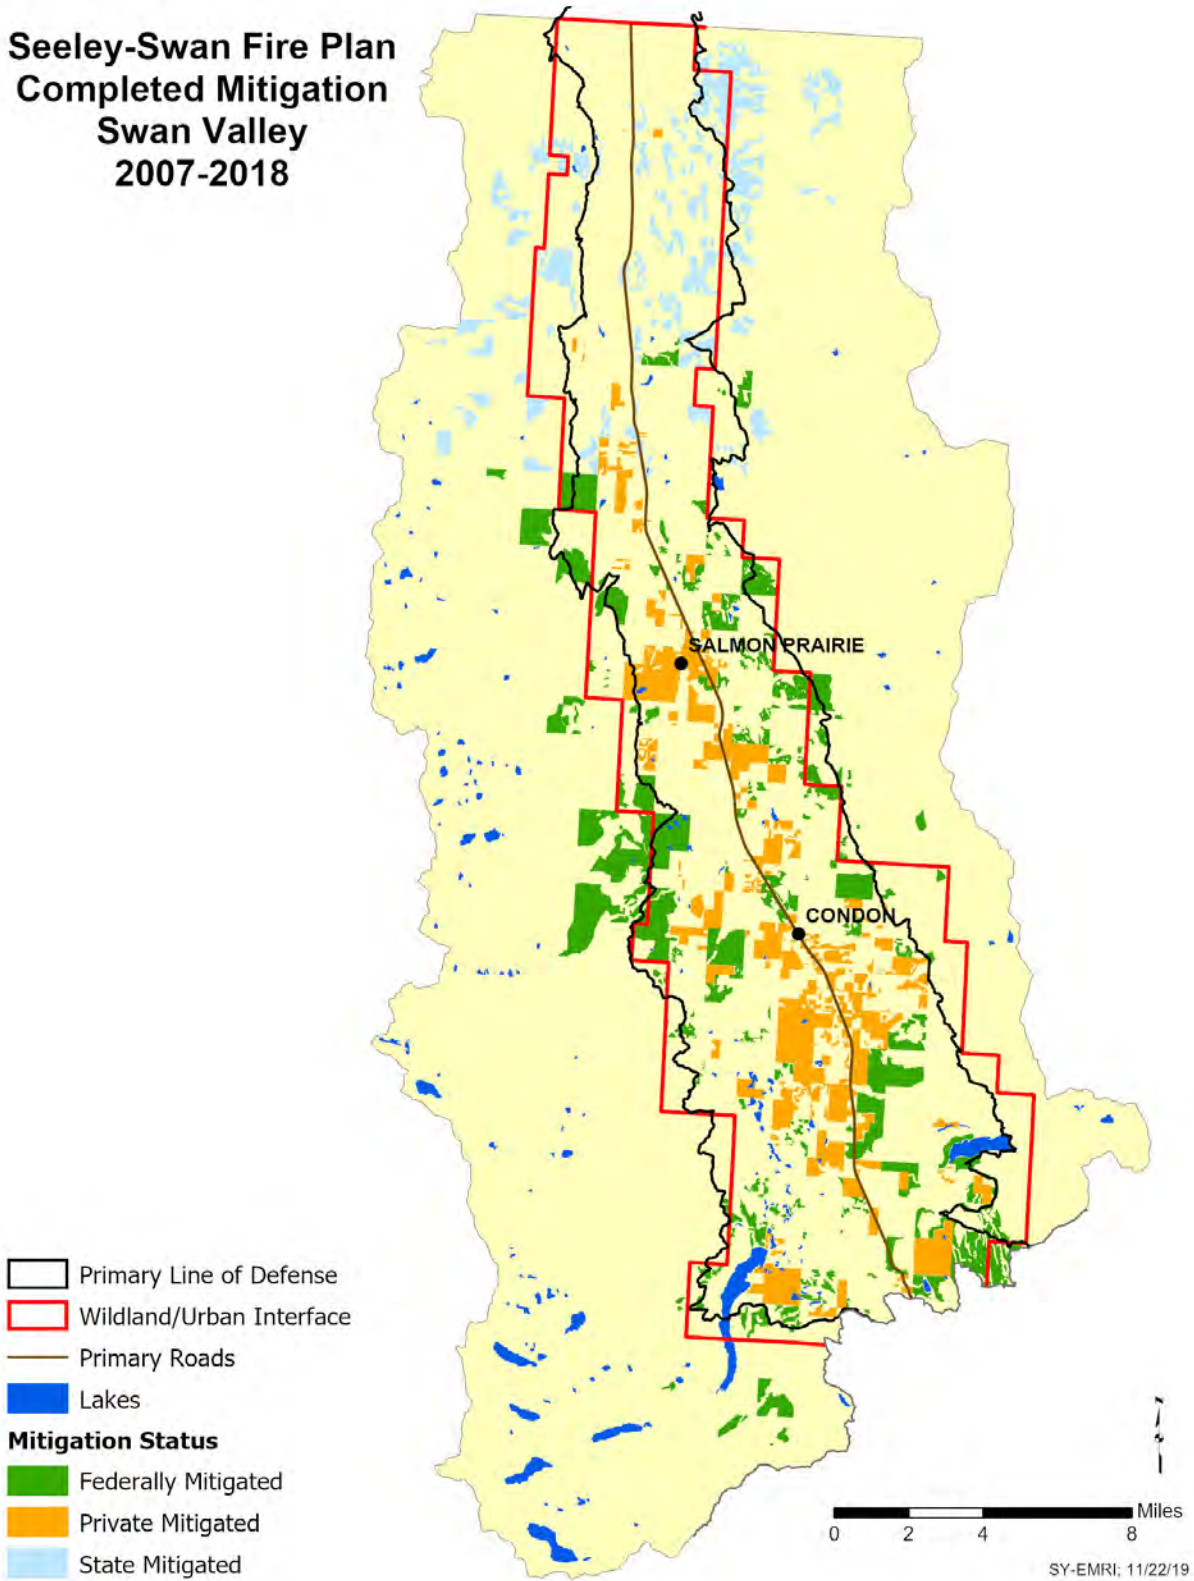 Seeley-Swan Fire Plan
Completed Mitigation
Swan Valley
2007-2018
SALMON PRAIRIE
CONDON
Primary Line of Defense
Wildland/Urban Interface
Primary Roads
Lakes
Mitigation Status
Federally Mitigated
Private Mitigated
State Mitigated
N
Miles
0 2 4 8
SY-EMRI; 11/22/19